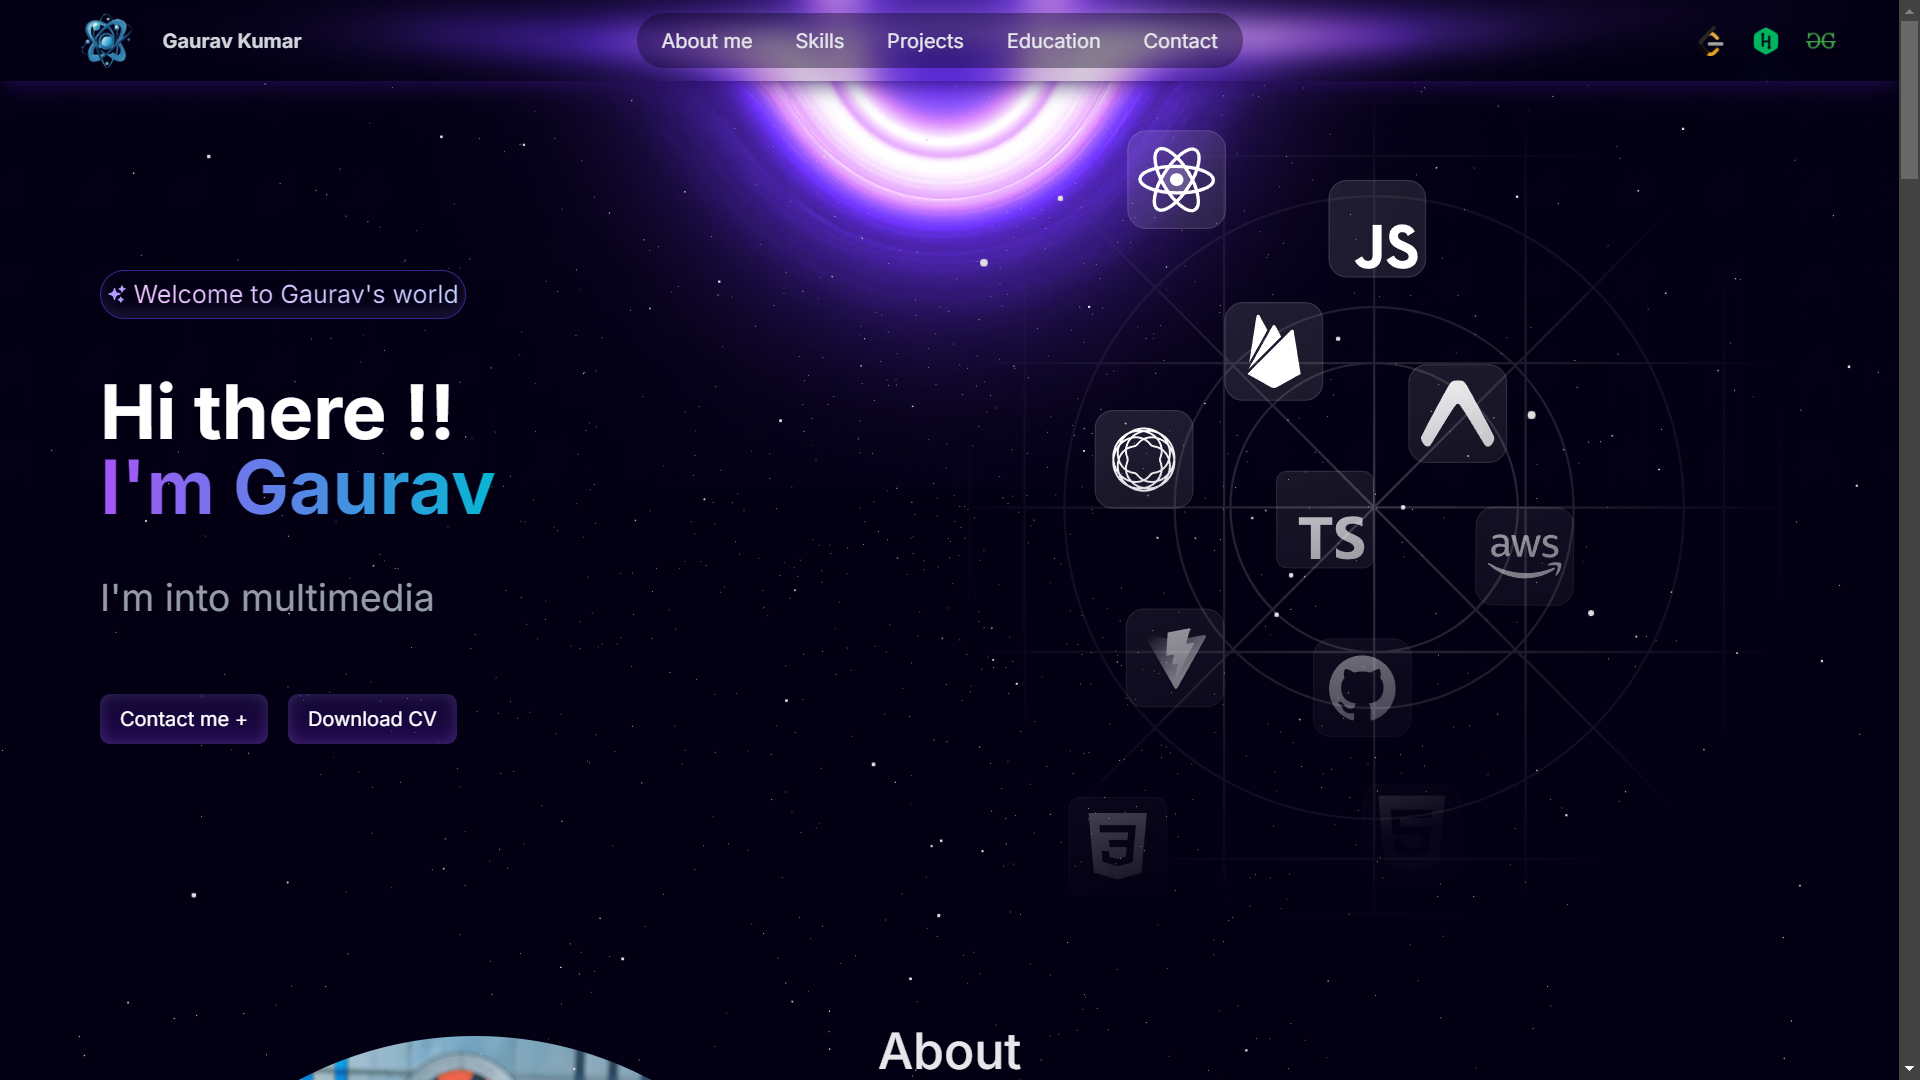 Gaurav Kumar
About me
Skills
Projects
Education
Contact
Welcome to Gaurav's world
Hi there !!
I'm Gaurav
I'm into multimedia
Contact me +
Download CV
JS
TS
aws
About